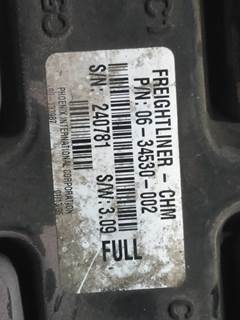 FREIGHTLINER - CHM
P/N: 06-34530-002
S/N: 240781 S/W: 3.09
FULL
PHOENIX INTERNATIONAL CORPORATION